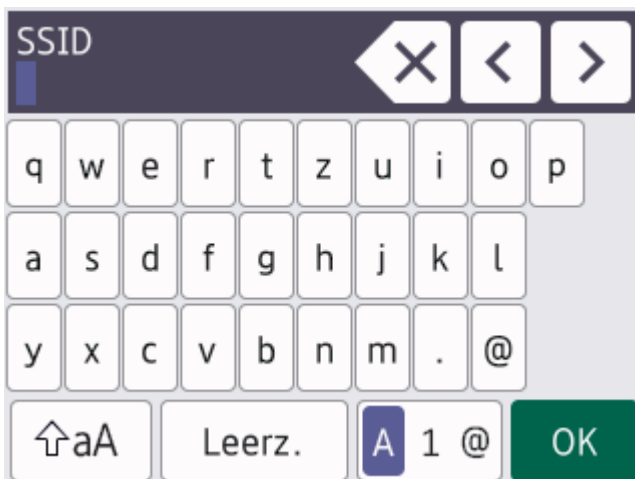 SSID
q w e r t z u i o p
a s d f g h j k l
y x c v b n m . @
aA Leerz. A 1 @ OK